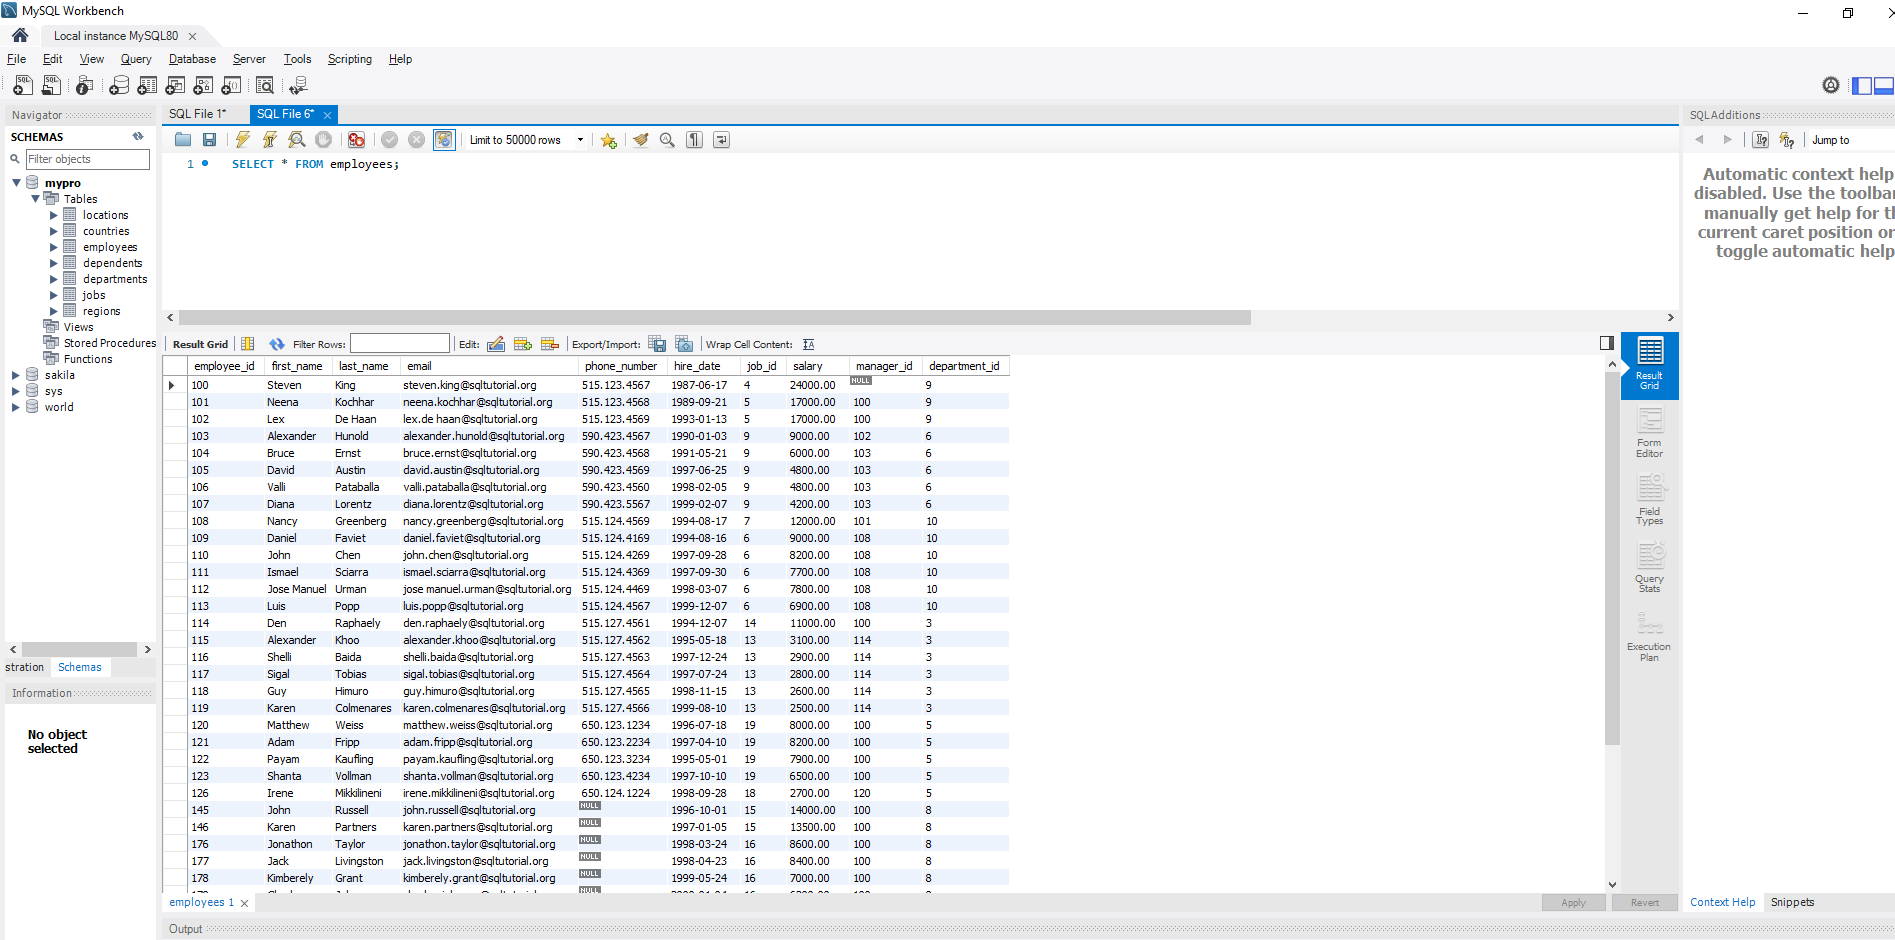 MySQL Workbench
Local instance MySQL80
File Edit View Query Database Server Tools Scripting Help
Navigator
SCHEMAS
Filter objects
mypro
Tables
locations
countries
employees
dependents
departments
jobs
regions
Views
Stored Procedures
Functions
sakila
sys
world
stration Schemas
Information
No object
selected
SQL File 1* SQL File 6*
Limit to 50000 rows
1 SELECT * FROM employees;
Result Grid Filter Rows: Edit: Export/Import: Wrap Cell Content:
employee_id first_name last_name email phone_number hire_date job_id salary manager_id department_id
100 Steven King steven.king@sqltutorial.org 515.123.4567 1987-06-17 4 24000.00 NULL 9
101 Neena Kochhar neena.kochhar@sqltutorial.org 515.123.4568 1989-09-21 5 17000.00 100 9
102 Lex De Haan lex.de haan@sqltutorial.org 515.123.4569 1993-01-13 5 17000.00 100 9
103 Alexander Hunold alexander.hunold@sqltutorial.org 590.423.4567 1990-01-03 9 9000.00 102 6
104 Bruce Ernst bruce.ernst@sqltutorial.org 590.423.4568 1991-05-21 9 6000.00 103 6
105 David Austin david.austin@sqltutorial.org 590.423.4569 1997-06-25 9 4800.00 103 6
106 Valli Pataballa valli.pataballa@sqltutorial.org 590.423.4560 1998-02-05 9 4800.00 103 6
107 Diana Lorentz diana.lorentz@sqltutorial.org 590.423.5567 1999-02-07 9 4200.00 103 6
108 Nancy Greenberg nancy.greenberg@sqltutorial.org 515.124.4569 1994-08-17 7 12000.00 101 10
109 Daniel Faviet daniel.faviet@sqltutorial.org 515.124.4169 1994-08-16 6 9000.00 108 10
110 John Chen john.chen@sqltutorial.org 515.124.4269 1997-09-28 6 8200.00 108 10
111 Ismael Sciarra ismael.sciarra@sqltutorial.org 515.124.4369 1997-09-30 6 7700.00 108 10
112 Jose Manuel Urman jose manuel.urman@sqltutorial.org 515.124.4469 1998-03-07 6 7800.00 108 10
113 Luis Popp luis.popp@sqltutorial.org 515.124.4567 1999-12-07 6 6900.00 108 10
114 Den Raphaely den.raphaely@sqltutorial.org 515.127.4561 1994-12-07 14 11000.00 100 3
115 Alexander Khoo alexander.khoo@sqltutorial.org 515.127.4562 1995-05-18 13 3100.00 114 3
116 Shelli Baida shelli.baida@sqltutorial.org 515.127.4563 1997-12-24 13 2900.00 114 3
117 Sigal Tobias sigal.tobias@sqltutorial.org 515.127.4564 1997-07-24 13 2800.00 114 3
118 Guy Himuro guy.himuro@sqltutorial.org 515.127.4565 1998-11-15 13 2600.00 114 3
119 Karen Colmenares karen.colmenares@sqltutorial.org 515.127.4566 1999-08-10 13 2500.00 114 3
120 Matthew Weiss matthew.weiss@sqltutorial.org 650.123.1234 1996-07-18 19 8000.00 100 5
121 Adam Fripp adam.fripp@sqltutorial.org 650.123.2234 1997-04-10 19 8200.00 100 5
122 Payam Kaufling payam.kaufling@sqltutorial.org 650.123.3234 1995-05-01 19 7900.00 100 5
123 Shanta Vollman shanta.vollman@sqltutorial.org 650.123.4234 1997-10-10 19 6500.00 100 5
126 Irene Mikkilineni irene.mikkilineni@sqltutorial.org 650.124.1224 1998-09-28 18 2700.00 120 5
145 John Russell john.russell@sqltutorial.org NULL 1996-10-01 15 14000.00 100 8
146 Karen Partners karen.partners@sqltutorial.org NULL 1997-01-05 15 13500.00 100 8
176 Jonathon Taylor jonathon.taylor@sqltutorial.org NULL 1998-03-24 16 8600.00 100 8
177 Jack Livingston jack.livingston@sqltutorial.org NULL 1998-04-23 16 8400.00 100 8
178 Kimberely Grant kimberely.grant@sqltutorial.org NULL 1999-05-24 16 7000.00 100 8
NULL
employees 1
Apply Revert
Output
Result
Grid
Form
Editor
Field
Types
Query
Stats
Execution
Plan
SQLAdditions
Jump to
Automatic context help
disabled. Use the toolba
manually get help for th
current caret position or
toggle automatic help
Context Help Snippets